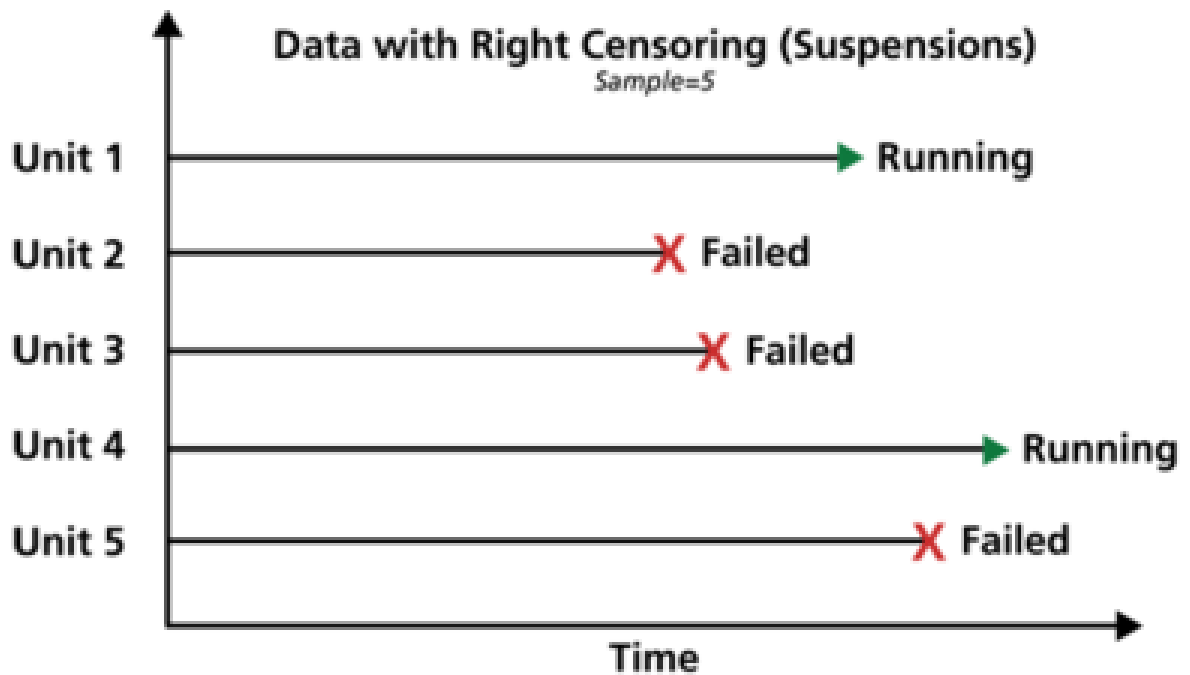 Data with Right Censoring (Suspensions)
Sample=5
Unit 1 Running
Unit 2 Failed
Unit 3 Failed
Unit 4 Running
Unit 5 Failed
Time